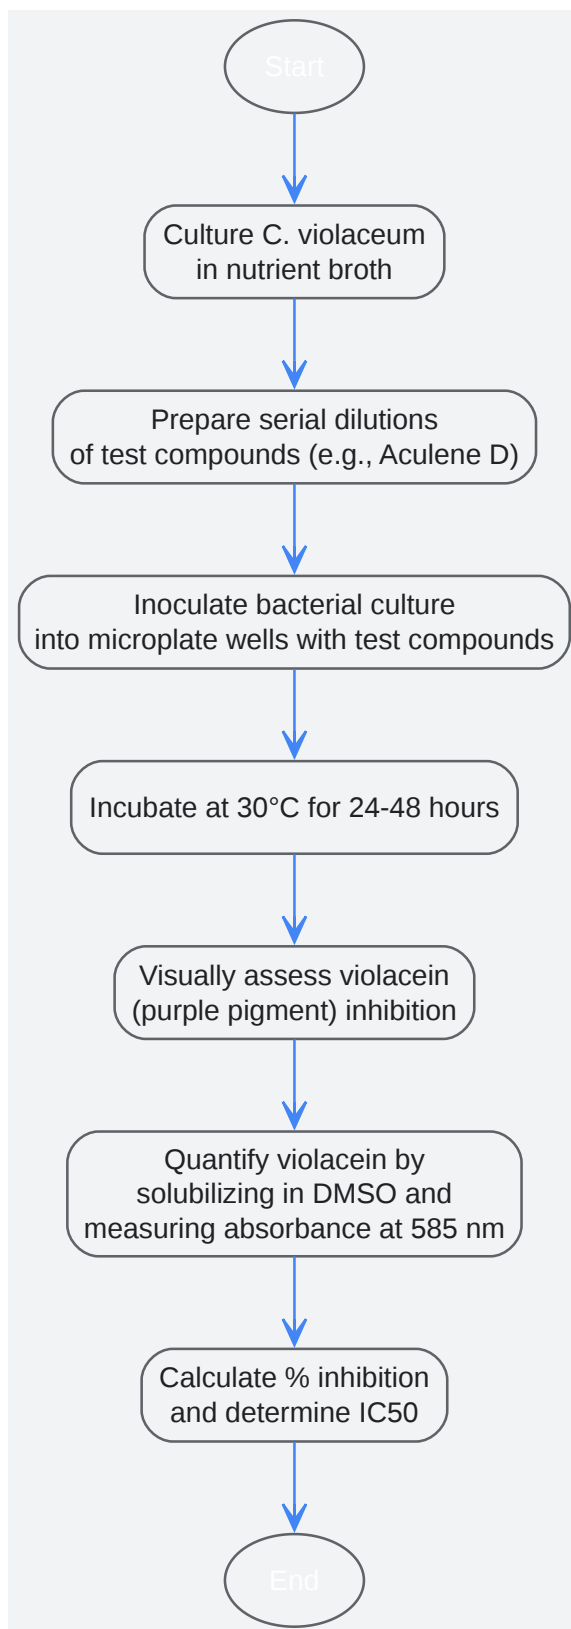 Start
Culture C. violaceum
in nutrient broth
Prepare serial dilutions
of test compounds (e.g., Aculene D)
Inoculate bacterial culture
into microplate wells with test compounds
Incubate at 30°C for 24-48 hours
Visually assess violacein
(purple pigment) inhibition
Quantify violacein by
solubilizing in DMSO and
measuring absorbance at 585 nm
Calculate % inhibition
and determine IC50
End